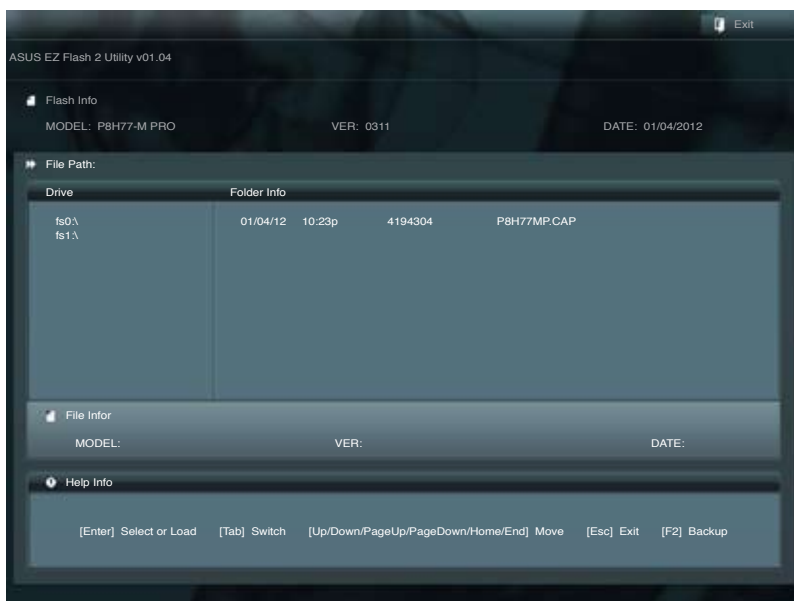 Exit
ASUS EZ Flash 2 Utility v01.04
Flash Info
MODEL: P8H77-M PRO VER: 0311 DATE: 01/04/2012
File Path:
Drive Folder Info
fs0:\ 01/04/12 10:23p 4194304 P8H77MP.CAP
fs1:\
File Infor
MODEL: VER: DATE:
Help Info
[Enter] Select or Load [Tab] Switch [Up/Down/PageUp/PageDown/Home/End] Move [Esc] Exit [F2] Backup